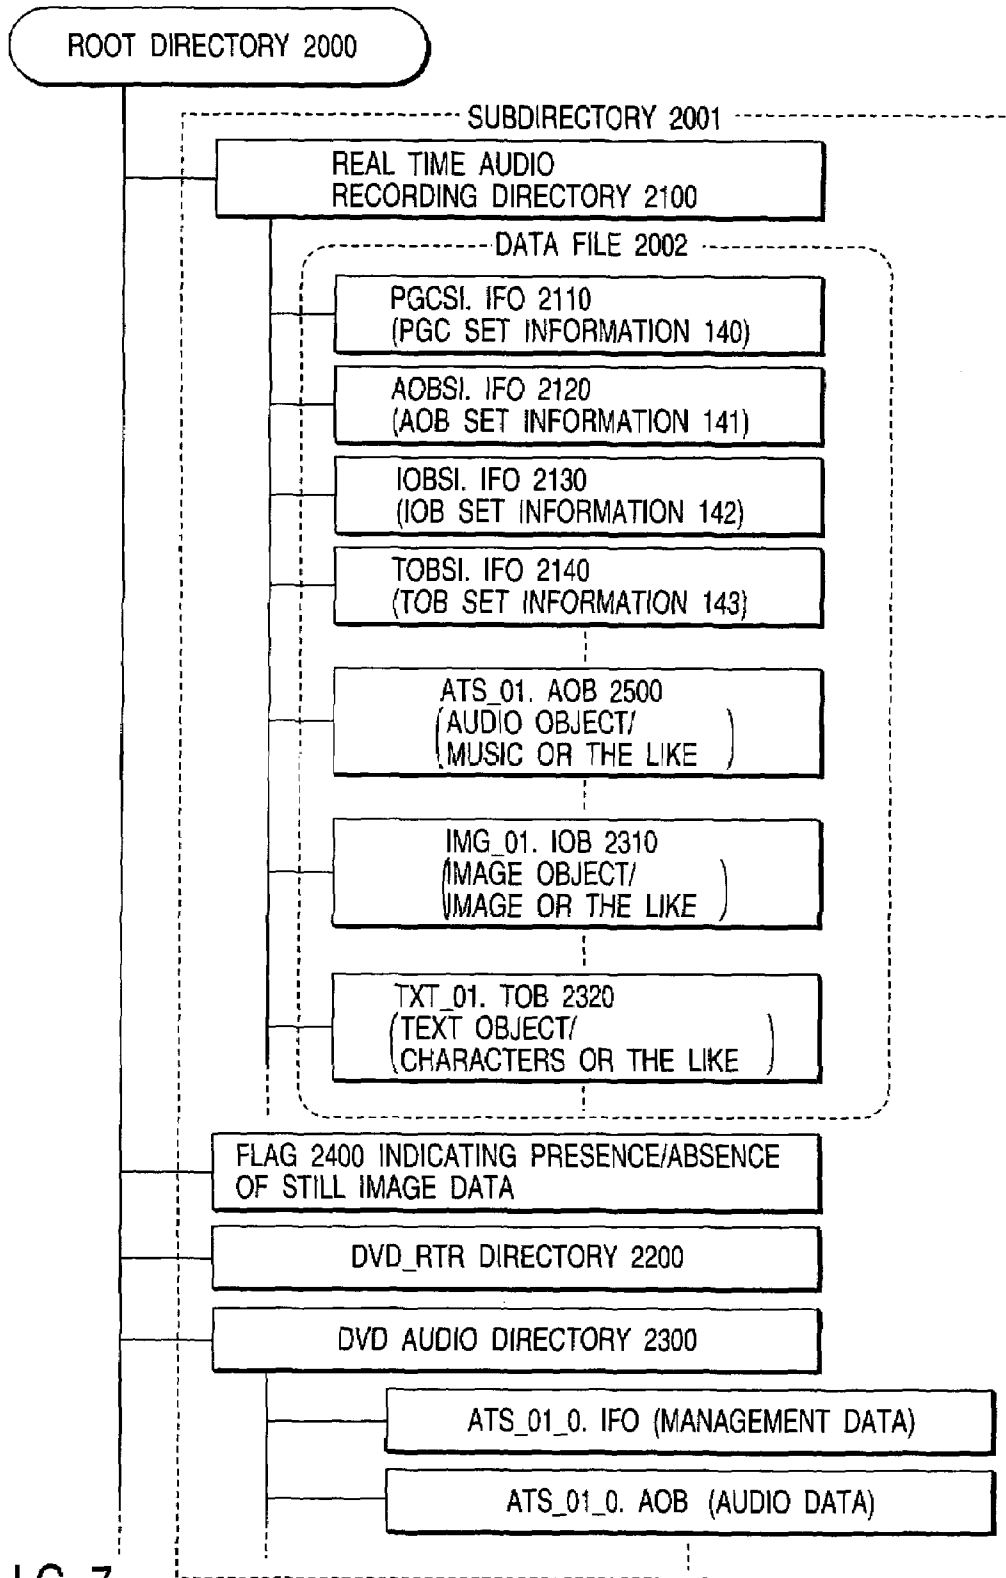 ROOT DIRECTORY 2000
SUBDIRECTORY 2001
REAL TIME AUDIO
RECORDING DIRECTORY 2100
DATA FILE 2002
PGCSI. IFO 2110
(PGC SET INFORMATION 140)
AOBSI. IFO 2120
(AOB SET INFORMATION 141)
IOBSI. IFO 2130
(IOB SET INFORMATION 142)
TOBSI. IFO 2140
(TOB SET INFORMATION 143)
ATS_01. AOB 2500
(AUDIO OBJECT/
MUSIC OR THE LIKE)
IMG_01. IOB 2310
(IMAGE OBJECT/
IMAGE OR THE LIKE)
TXT_01. TOB 2320
(TEXT OBJECT/
CHARACTERS OR THE LIKE)
FLAG 2400 INDICATING PRESENCE/ABSENCE
OF STILL IMAGE DATA
DVD_RTR DIRECTORY 2200
DVD AUDIO DIRECTORY 2300
ATS_01_0. IFO (MANAGEMENT DATA)
ATS_01_0. AOB (AUDIO DATA)